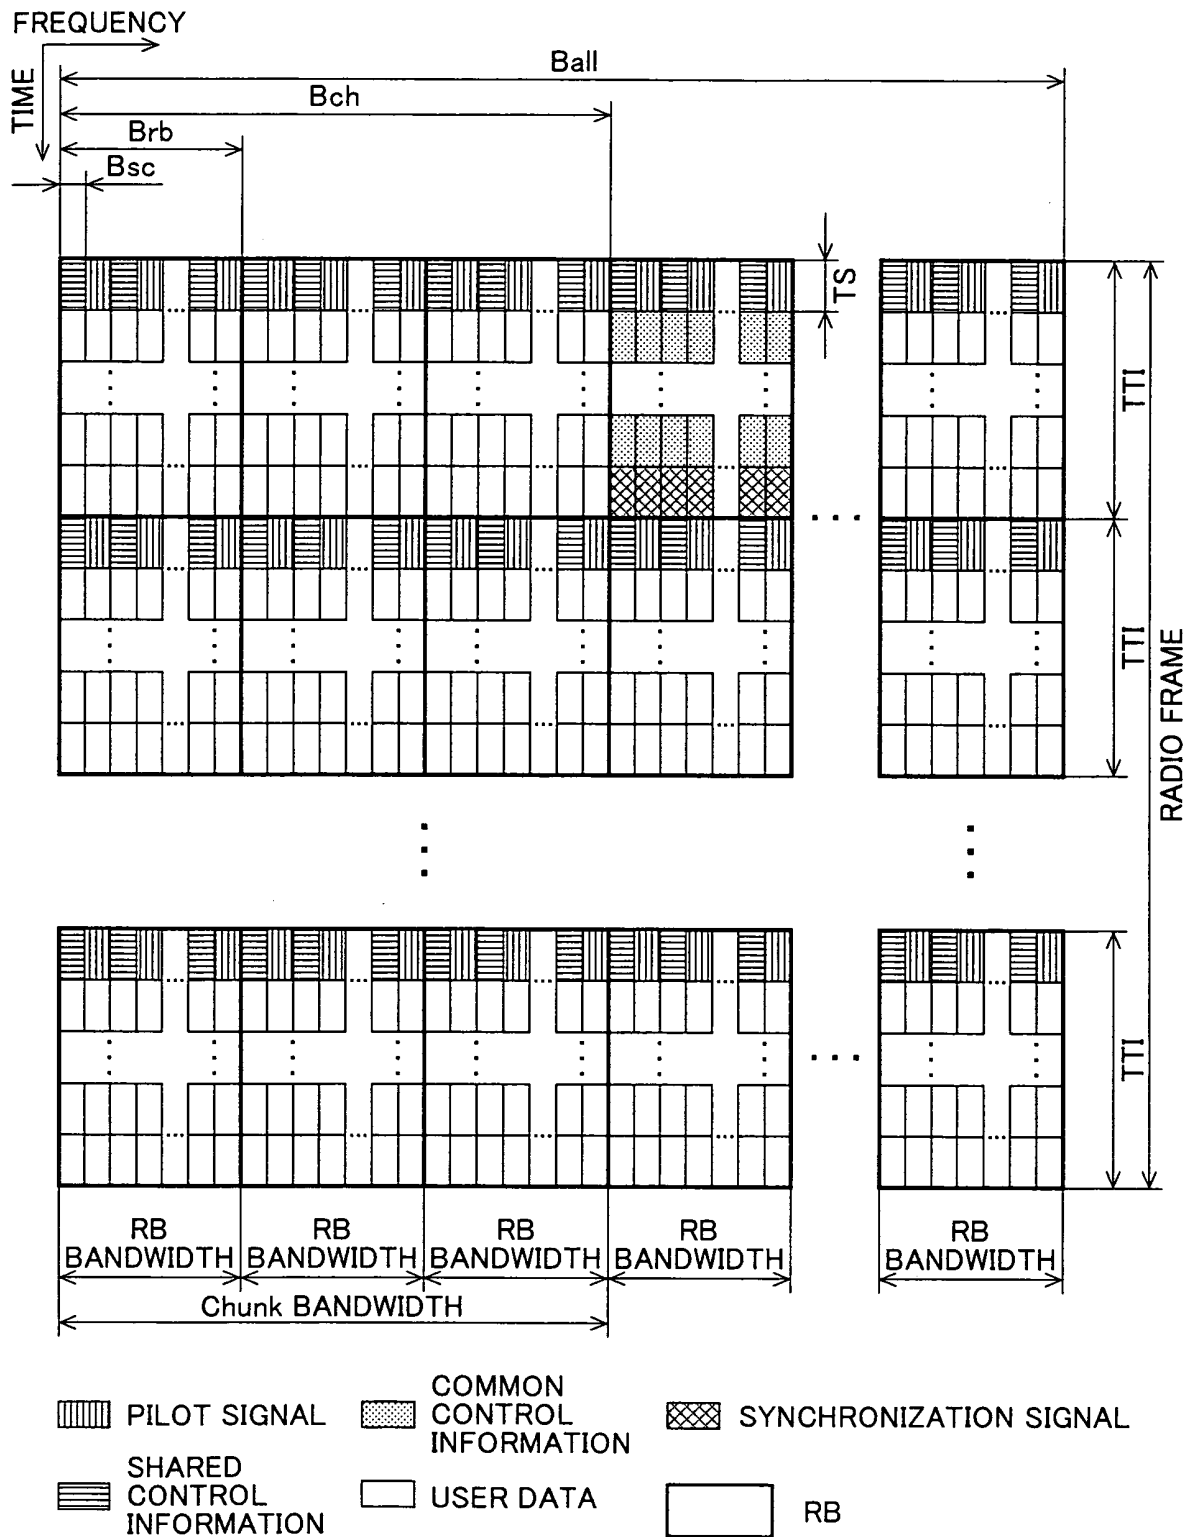 FREQUENCY
TIME
Ball
Bch
Brb
Bsc
TS
TTI
TTI
TTI
RADIO FRAME
RB
BANDWIDTH
RB
BANDWIDTH
RB
BANDWIDTH
RB
BANDWIDTH
RB
BANDWIDTH
Chunk BANDWIDTH
PILOT SIGNAL
COMMON
CONTROL
INFORMATION
SYNCHRONIZATION SIGNAL
SHARED
CONTROL
INFORMATION
USER DATA
RB